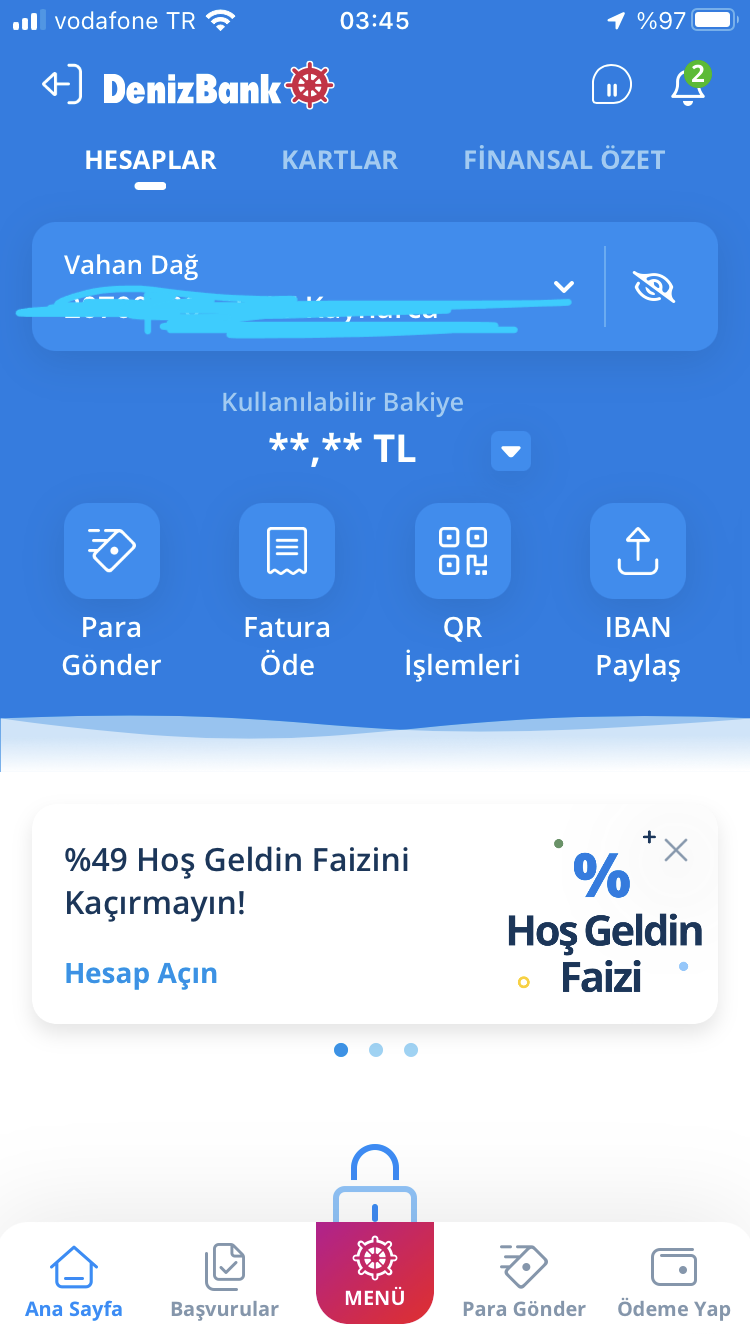 vodafone TR
03:45
%97
DenizBank
2
HESAPLAR
KARTLAR
FİNANSAL ÖZET
Vahan Dağ
Kullanılabilir Bakiye
**,** TL
Para
Gönder
Fatura
Öde
QR
İşlemleri
IBAN
Paylaş
%49 Hoş Geldin Faizini
Kaçırmayın!
Hesap Açın
%
Hoş Geldin
Faizi
Ana Sayfa
Başvurular
MENÜ
Para Gönder
Ödeme Yap